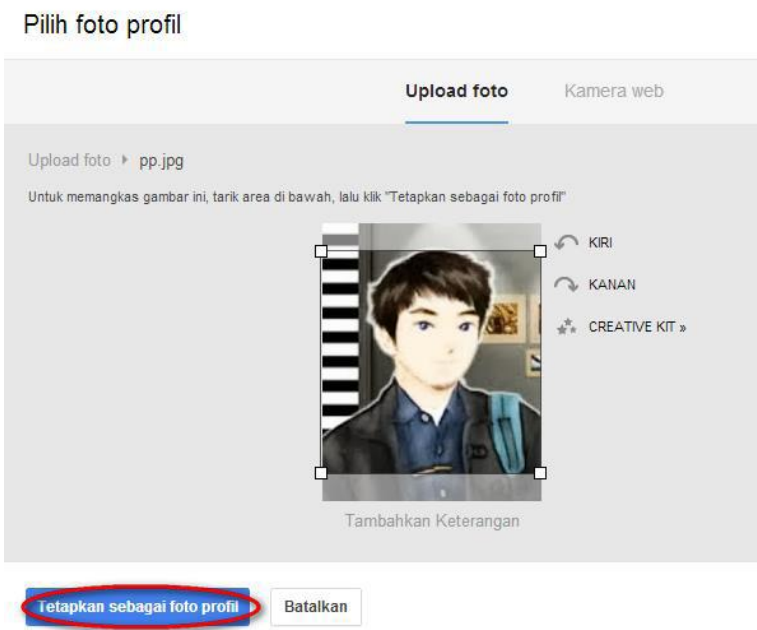 Pilih foto profil
Upload foto Kamera web
Upload foto pp.jpg
Untuk memangkas gambar ini, tarik area di bawah, lalu klik "Tetapkan sebagai foto profil"
KIRI
KANAN
CREATIVE KIT »
Tambahkan Keterangan
Tetapkan sebagai foto profil Batalkan